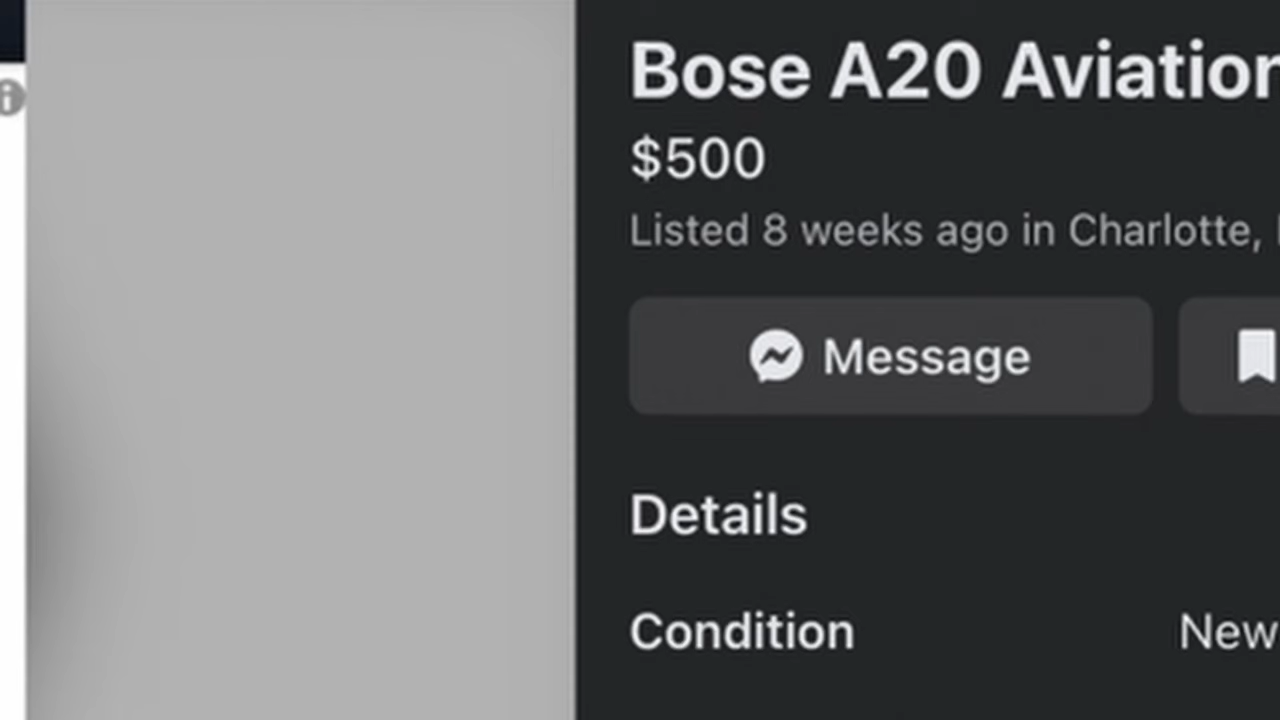 Bose A20 Aviation
$500
Listed 8 weeks ago in Charlotte,
Message
Details
Condition New